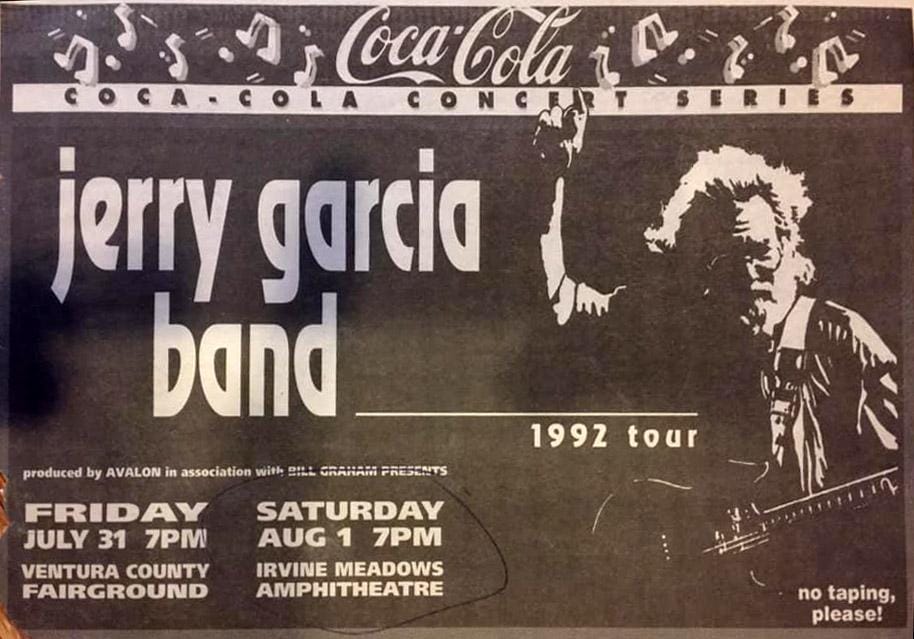 Coca-Cola
COCA-COLA CONCERT SERIES
jerry garcia
band
1992 tour
produced by AVALON in association with BILL GRAHAM PRESENTS
FRIDAY
JULY 31 7PM
VENTURA COUNTY
FAIRGROUND
SATURDAY
AUG 1 7PM
IRVINE MEADOWS
AMPHITHEATRE
no taping,
please!